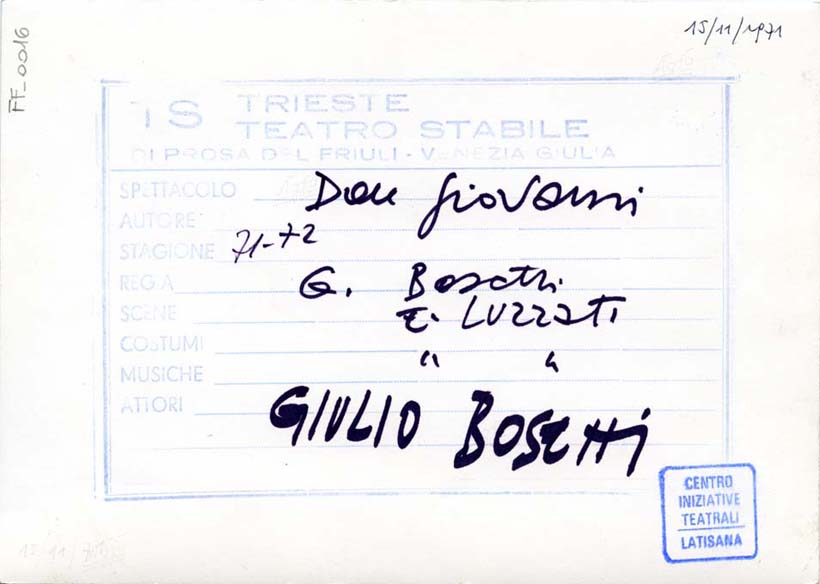 FF_0016
15/11/1971
TS TRIESTE
TEATRO STABILE
DI PROSA DEL FRIULI - VENEZIA GIULIA
SPETTACOLO Don Giovanni
AUTORE
STAGIONE 71-72
REGIA G. Bosetti
SCENE E. LUZZATI
COSTUMI " "
MUSICHE
ATTORI GIULIO BOSETTI
CENTRO
INIZIATIVE
TEATRALI
LATISANA